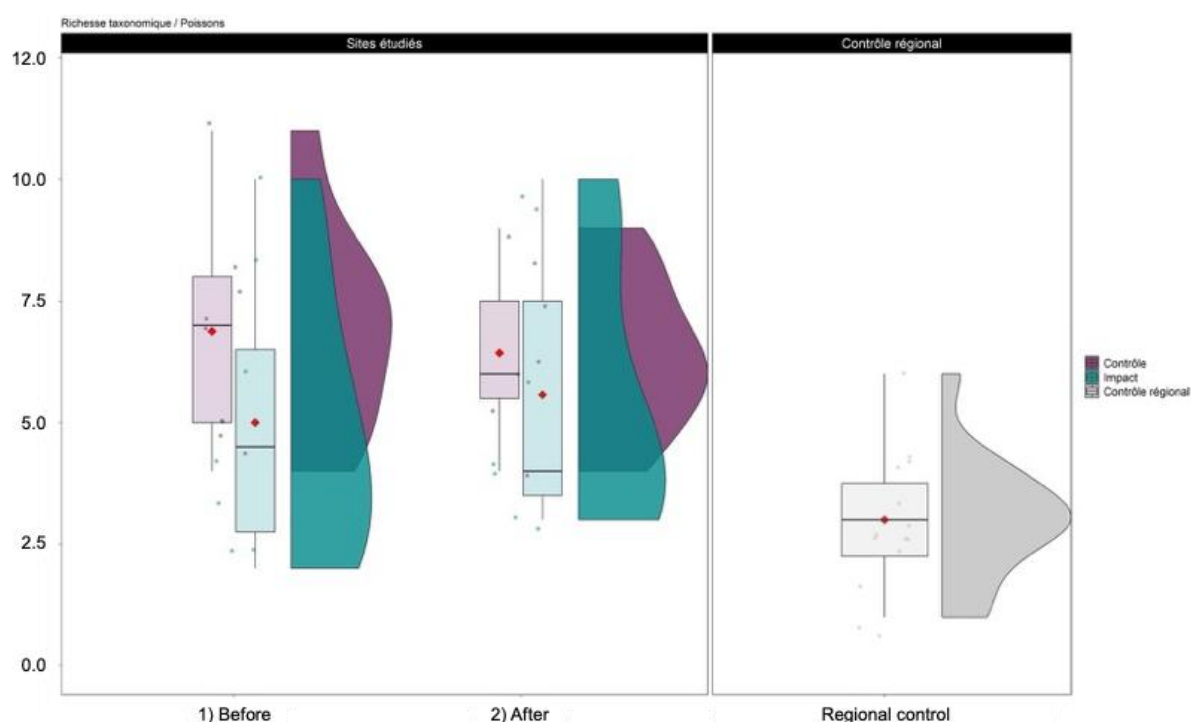 Richesse taxonomique / Poissons
Sites étudiés
Contrôle régional
12.0
10.0
7.5
5.0
2.5
0.0
Contrôle
Impact
Contrôle régional
1) Before
2) After
Regional control